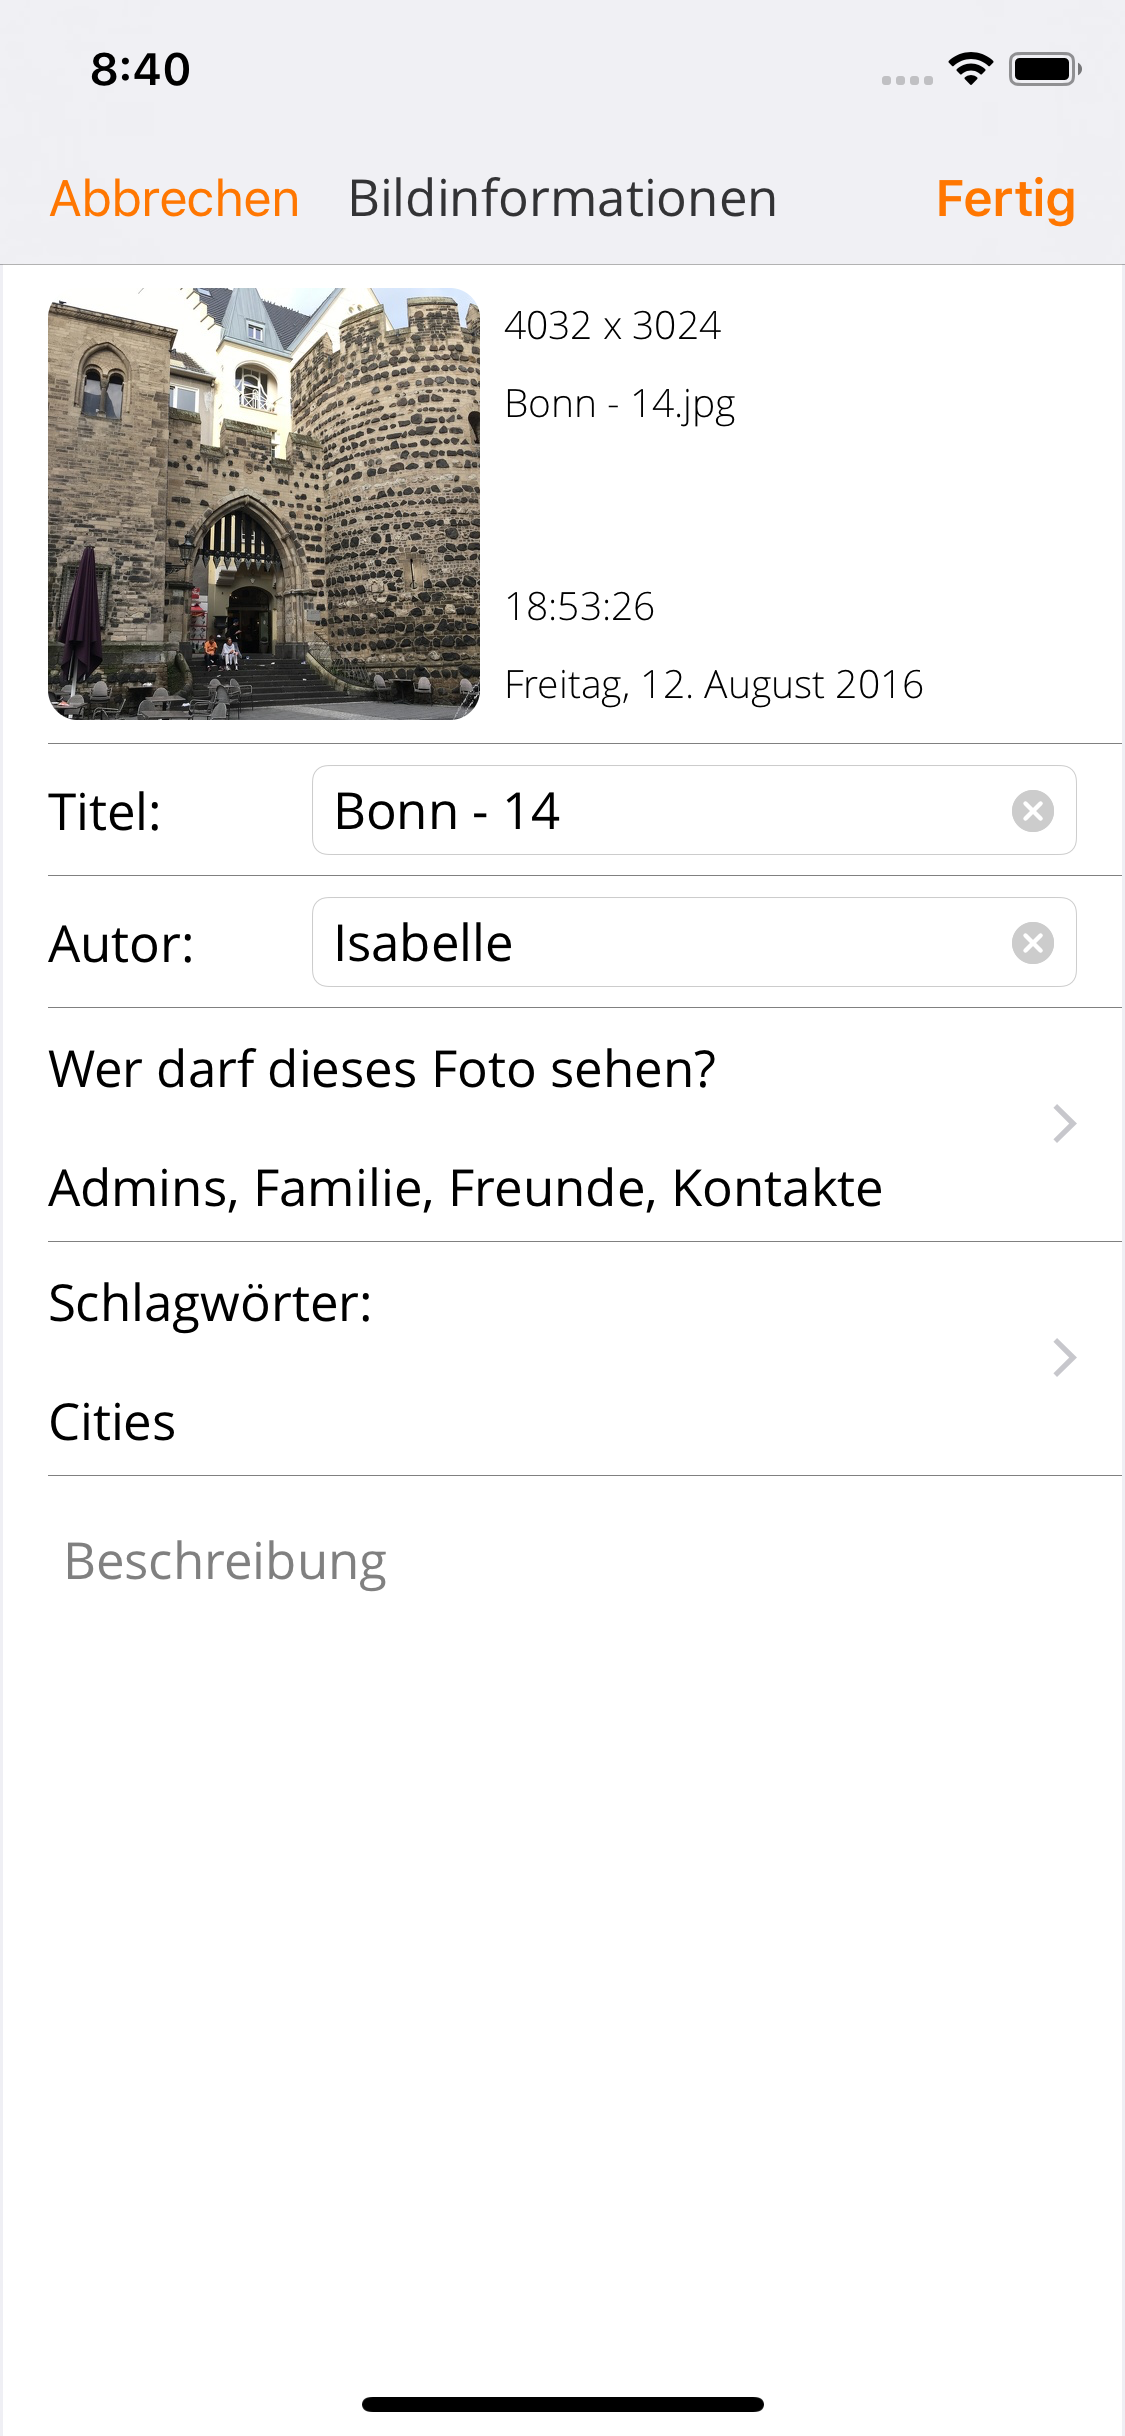 8:40
Abbrechen Bildinformationen Fertig
4032 x 3024
Bonn - 14.jpg
18:53:26
Freitag, 12. August 2016
Titel: Bonn - 14
Autor: Isabelle
Wer darf dieses Foto sehen?
Admins, Familie, Freunde, Kontakte
Schlagwörter:
Cities
Beschreibung